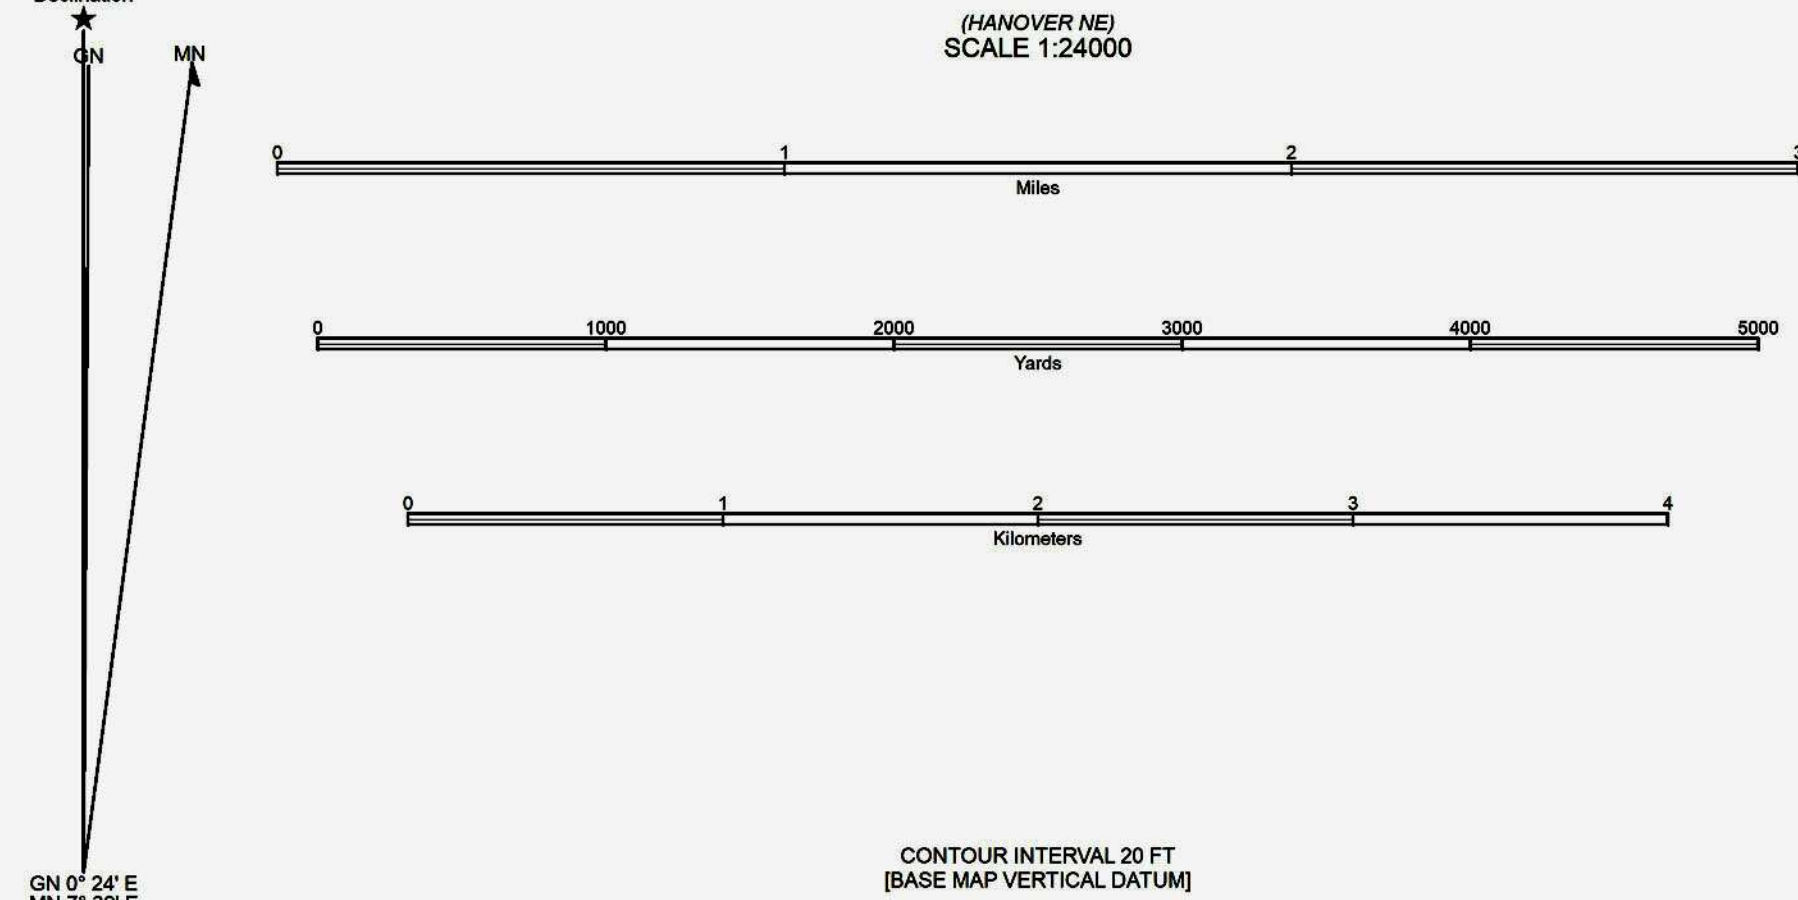 (HANOVER NE)
SCALE 1:24000
GN
MN
0 1 2 3
Miles
0 1000 2000 3000 4000 5000
Yards
0 1 2 3 4
Kilometers
CONTOUR INTERVAL 20 FT
[BASE MAP VERTICAL DATUM]
GN 0° 24' E